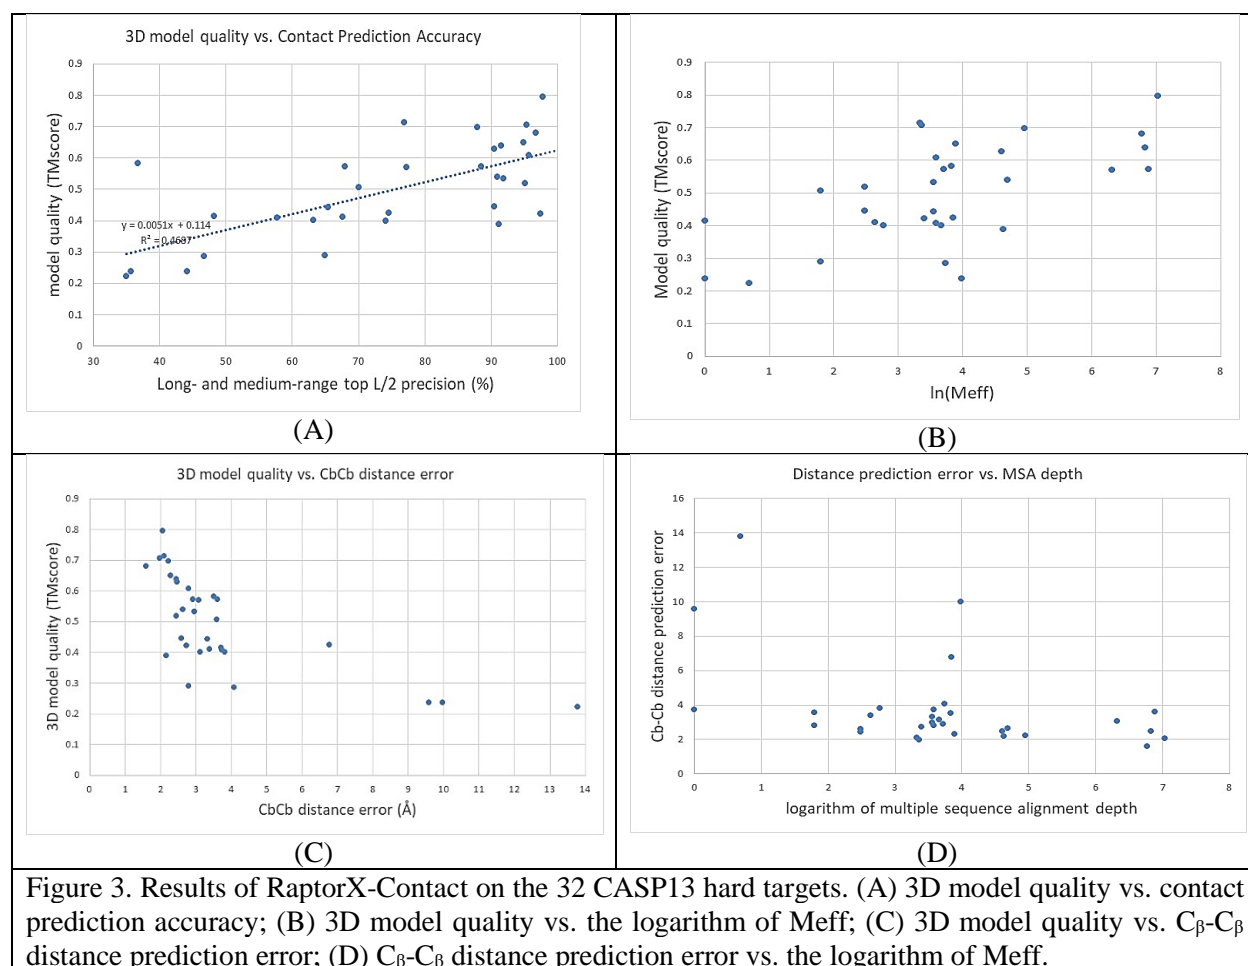 3D model quality vs. Contact Prediction Accuracy
0.9
0.8
0.7
0.6
0.5
0.4
0.3
0.2
0.1
0
model quality (TMscore)
y = 0.0051x + 0.114
R² = 0.4687
30 40 50 60 70 80 90 100
Long- and medium-range top L/2 precision (%)
(A)
0.9
0.8
0.7
0.6
0.5
0.4
0.3
0.2
0.1
0
Model quality (TMscore)
0 1 2 3 4 5 6 7 8
ln(Meff)
(B)
3D model quality vs. CbCb distance error
0.9
0.8
0.7
0.6
0.5
0.4
0.3
0.2
0.1
0
3D model quality (TMscore)
0 1 2 3 4 5 6 7 8 9 10 11 12 13 14
CbCb distance error (Å)
(C)
Distance prediction error vs. MSA depth
16
14
12
10
8
6
4
2
0
Cb-Cb distance prediction error
0 1 2 3 4 5 6 7 8
logarithm of multiple sequence alignment depth
(D)
Figure 3. Results of RaptorX-Contact on the 32 CASP13 hard targets. (A) 3D model quality vs. contact
prediction accuracy; (B) 3D model quality vs. the logarithm of Meff; (C) 3D model quality vs. Cβ-Cβ
distance prediction error; (D) Cβ-Cβ distance prediction error vs. the logarithm of Meff.